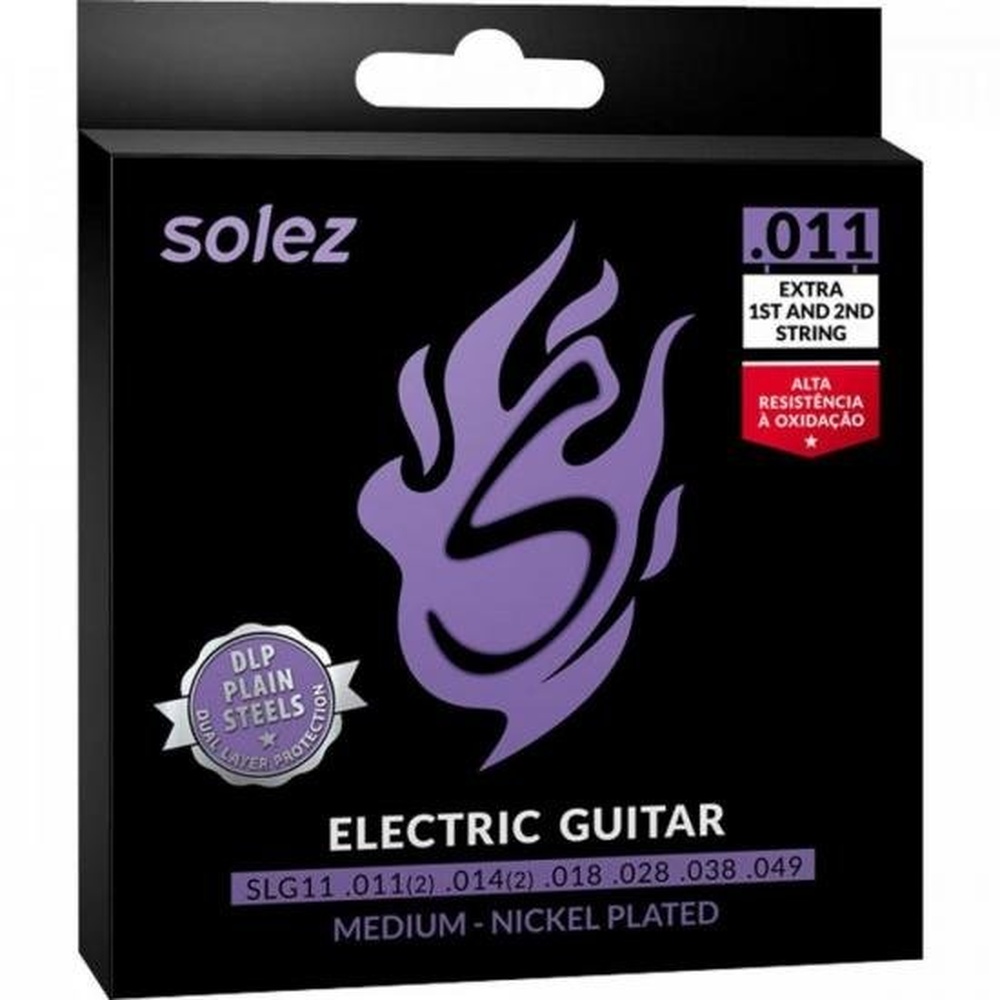 solez
.011
EXTRA
1ST AND 2ND
STRING
ALTA
RESISTÊNCIA
À OXIDAÇÃO
DLP
PLAIN
STEELS
DUAL LAYER PROTECTION
ELECTRIC GUITAR
SLG11 .011(2) .014(2) .018 .028 .038 .049
MEDIUM - NICKEL PLATED